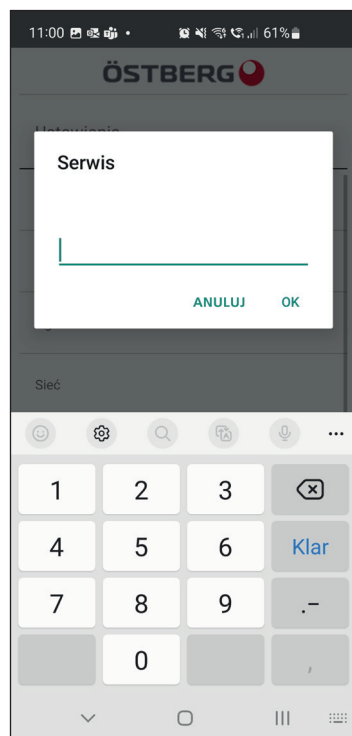 11:00 61%
ÖSTBERG
Ustawienia
Serwis
ANULUJ OK
Sieć
1 2 3
4 5 6 Klar
7 8 9 .-
0 ,